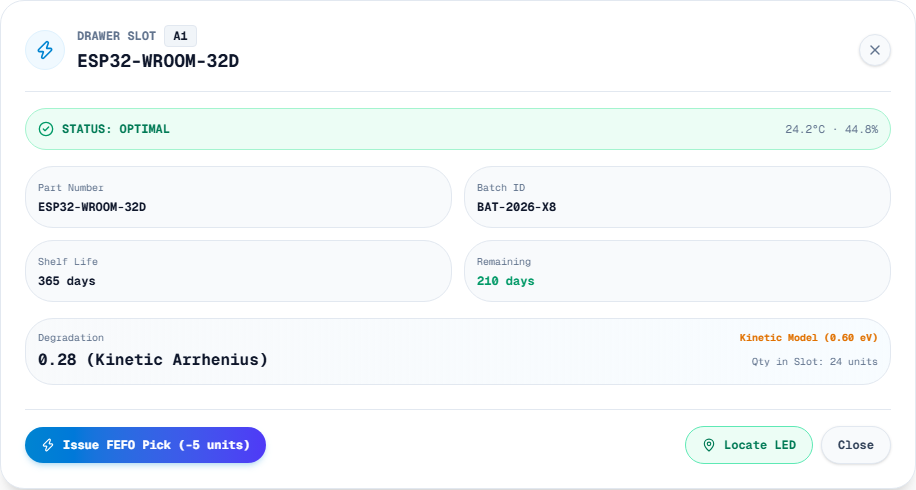 DRAWER SLOT A1
ESP32-WROOM-32D
STATUS: OPTIMAL
24.2°C · 44.8%
Part Number
ESP32-WROOM-32D
Batch ID
BAT-2026-X8
Shelf Life
365 days
Remaining
210 days
Degradation
0.28 (Kinetic Arrhenius)
Kinetic Model (0.60 eV)
Qty in Slot: 24 units
Issue FEFO Pick (-5 units)
Locate LED
Close